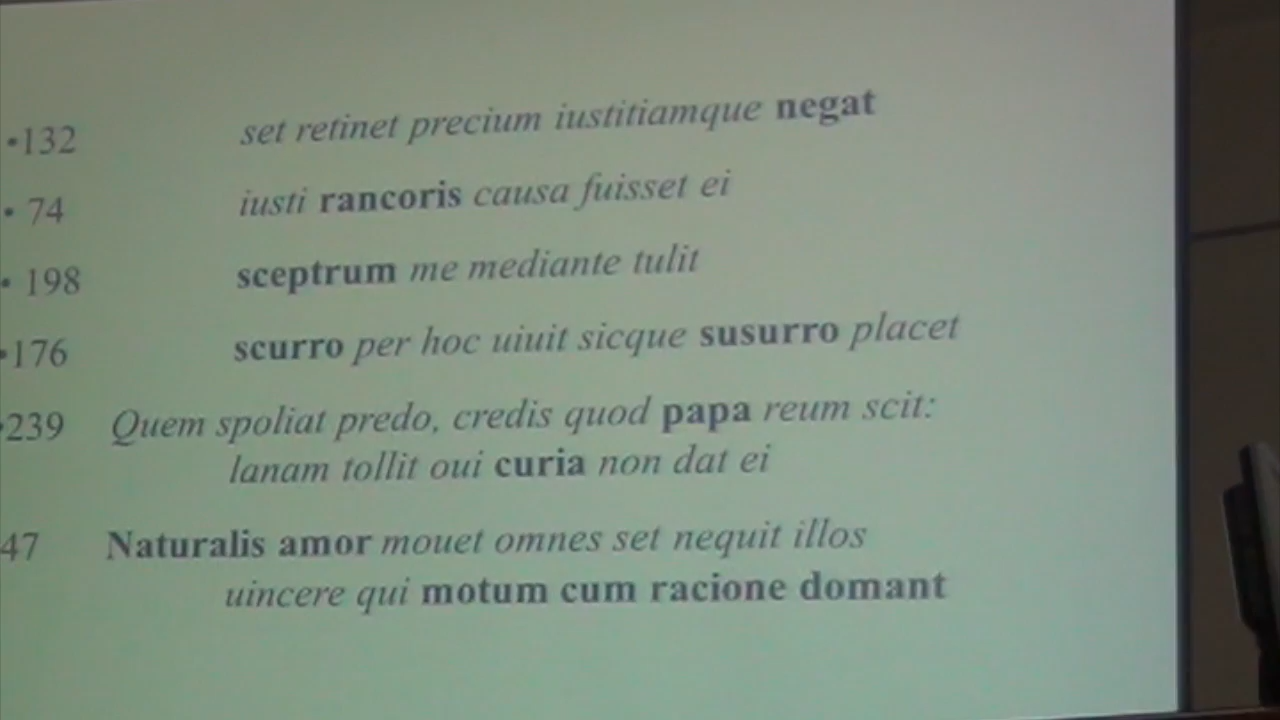 •132 set retinet precium iustitiamque negat
• 74 iusti rancoris causa fuisset ei
• 198 sceptrum me mediante tulit
•176 scurro per hoc uiuit sicque susurro placet
•239 Quem spoliat predo, credis quod papa reum scit:
lanam tollit oui curia non dat ei
47 Naturalis amor mouet omnes set nequit illos
uincere qui motum cum racione domant